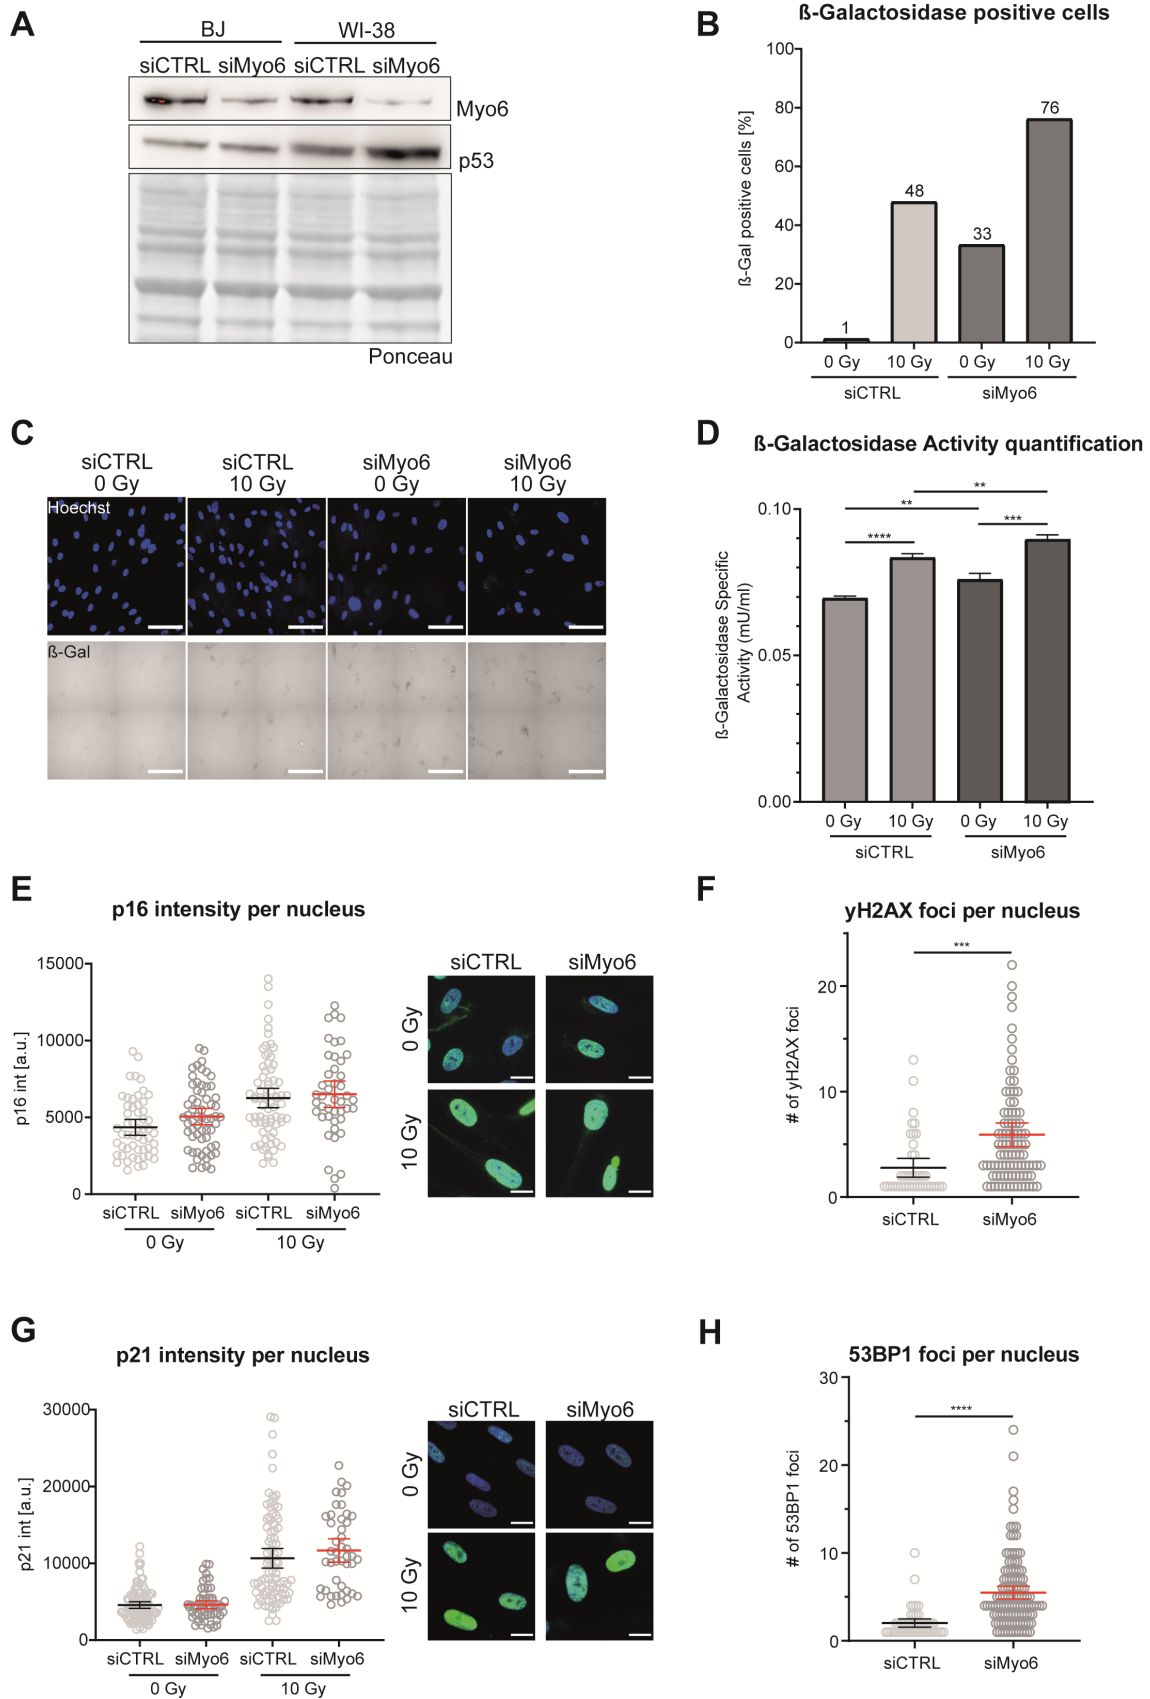 A
BJ WI-38
siCTRL siMyo6 siCTRL siMyo6
Myo6
p53
Ponceau
B
ß-Galactosidase positive cells
ß-Gal positive cells [%]
100
80
60
40
20
0
1
48
33
76
0 Gy 10 Gy 0 Gy 10 Gy
siCTRL siMyo6
C
siCTRL siCTRL siMyo6 siMyo6
0 Gy 10 Gy 0 Gy 10 Gy
Hoechst
ß-Gal
D
ß-Galactosidase Activity quantification
ß-Galactosidase Specific
Activity (mU/ml)
0.10
0.05
0.00
**
**
***
****
0 Gy 10 Gy 0 Gy 10 Gy
siCTRL siMyo6
E
p16 intensity per nucleus
p16 int [a.u.]
15000
10000
5000
0
siCTRL siMyo6 siCTRL siMyo6
0 Gy 10 Gy
siCTRL siMyo6
0 Gy
10 Gy
F
yH2AX foci per nucleus
# of yH2AX foci
20
10
0
***
siCTRL siMyo6
G
p21 intensity per nucleus
p21 int [a.u.]
30000
20000
10000
0
siCTRL siMyo6 siCTRL siMyo6
0 Gy 10 Gy
siCTRL siMyo6
0 Gy
10 Gy
H
53BP1 foci per nucleus
# of 53BP1 foci
30
20
10
0
****
siCTRL siMyo6